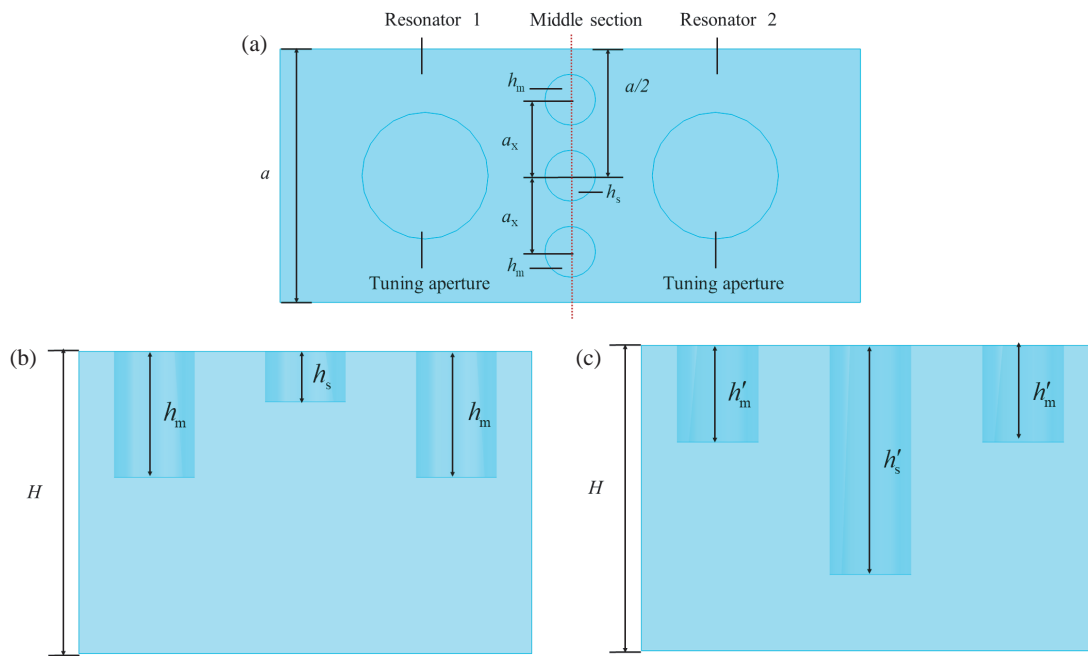 Resonator 1
Middle section
Resonator 2
(a)
h_m
a/2
a_x
a
h_s
a_x
h_m
Tuning aperture
Tuning aperture
(b)
h_m
h_s
h_m
H
(c)
h′_m
h′_s
h′_m
H